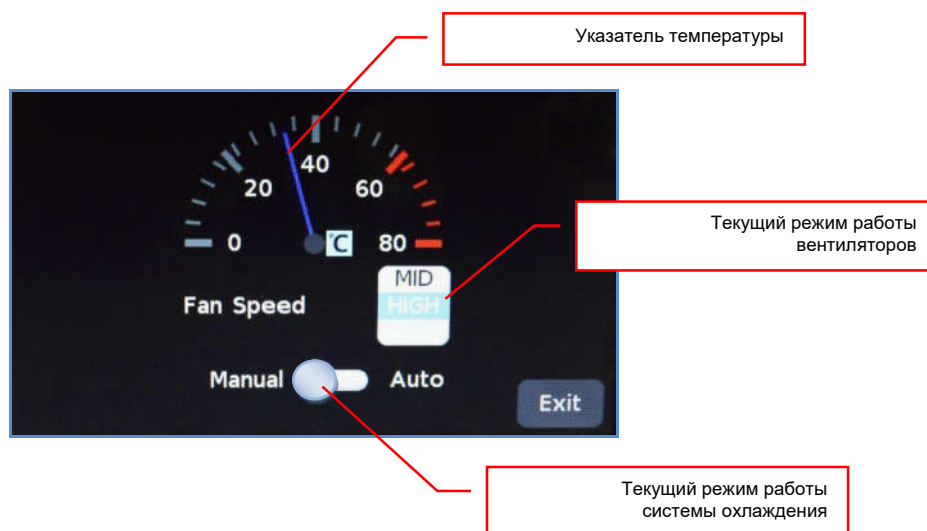 Указатель температуры
40
20
60
0
°C
80
Текущий режим работы
вентиляторов
MID
Fan Speed
HIGH
Manual
Auto
Exit
Текущий режим работы
системы охлаждения